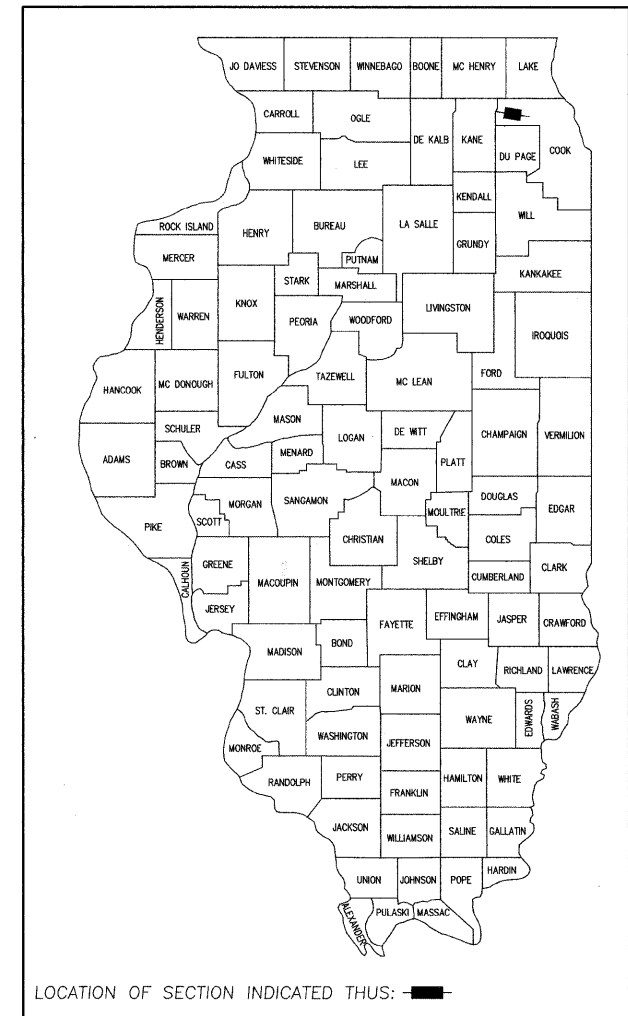 JO DAVIESS STEVENSON WINNEBAGO BOONE MC HENRY LAKE
CARROLL OGLE DE KALB KANE COOK
DU PAGE
WHITESIDE LEE
KENDALL
ROCK ISLAND HENRY BUREAU LA SALLE WILL
GRUNDY
MERCER PUTNAM
STARK MARSHALL KANKAKEE
HENDERSON WARREN KNOX PEORIA WOODFORD LIVINGSTON IROQUOIS
FORD
HANCOOK MC DONOUGH FULTON TAZEWELL MC LEAN
SCHULER MASON
LOGAN DE WITT CHAMPAIGN VERMILION
ADAMS BROWN CASS MENARD PLATT
MACON
MORGAN SANGAMON DOUGLAS
PIKE SCOTT MOULTRIE EDGAR
CHRISTIAN COLES
CALHOUN GREENE SHELBY
MACOUPIN MONTGOMERY CUMBERLAND CLARK
JERSEY
FAYETTE EFFINGHAM JASPER CRAWFORD
MADISON BOND
CLAY RICHLAND LAWRENCE
CLINTON MARION
ST. CLAIR WAYNE EDWARDS WABASH
WASHINGTON JEFFERSON
MONROE
RANDOLPH PERRY HAMILTON WHITE
FRANKLIN
JACKSON SALINE GALLATIN
WILLIAMSON
HARDIN
UNION JOHNSON POPE
ALEXANDER PULASKI MASSAC
LOCATION OF SECTION INDICATED THUS: